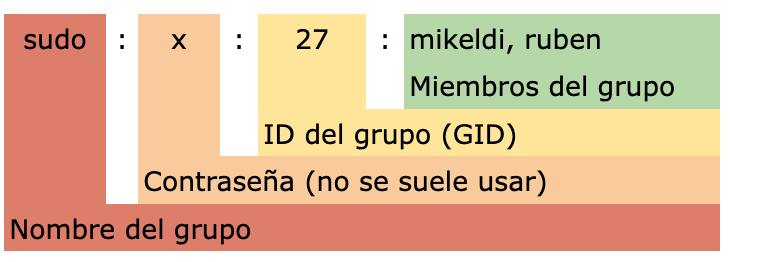 sudo : x : 27 : mikeldi, ruben
Miembros del grupo
ID del grupo (GID)
Contraseña (no se suele usar)
Nombre del grupo